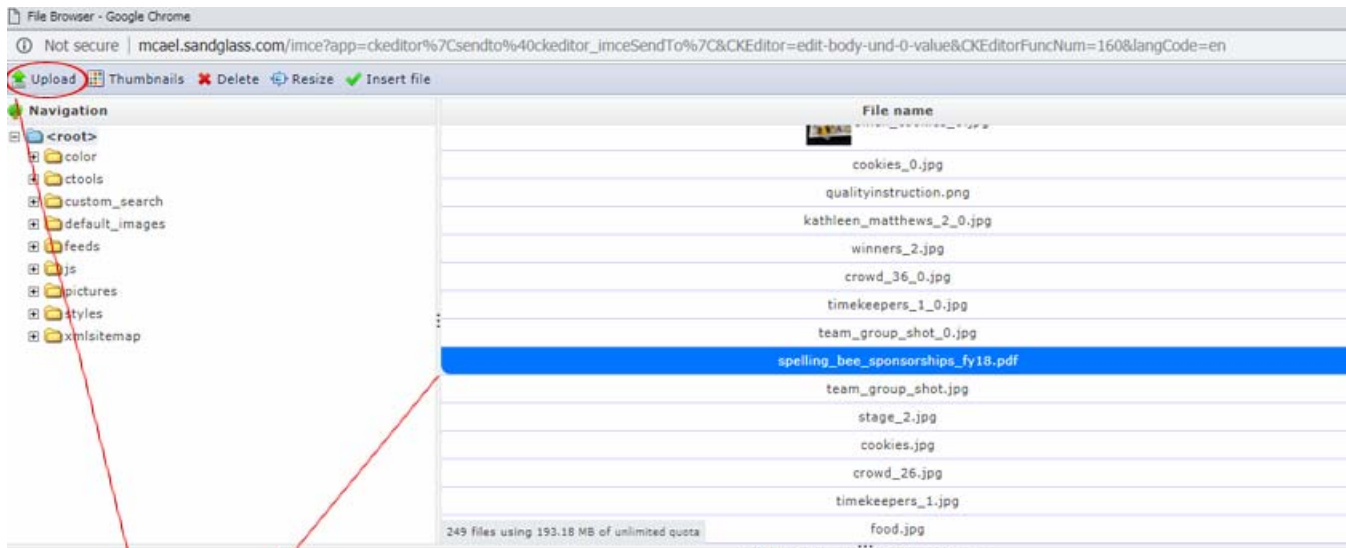 File Browser - Google Chrome
Not secure | mcael.sandglass.com/imce?app=ckeditor%7Csendto%40ckeditor_imceSendTo%7C&CKEditor=edit-body-und-0-value&CKEditorFuncNum=160&langCode=en
Upload Thumbnails Delete Resize Insert file
Navigation
File name
<root>
color
ctools
custom_search
default_images
feeds
js
pictures
styles
xmlsitemap
cookies_0.jpg
qualityinstruction.png
kathleen_matthews_2_0.jpg
winners_2.jpg
crowd_36_0.jpg
timekeepers_1_0.jpg
team_group_shot_0.jpg
spelling_bee_sponsorships_fy18.pdf
team_group_shot.jpg
stage_2.jpg
cookies.jpg
crowd_26.jpg
timekeepers_1.jpg
food.jpg
249 files using 193.18 MB of unlimited quota